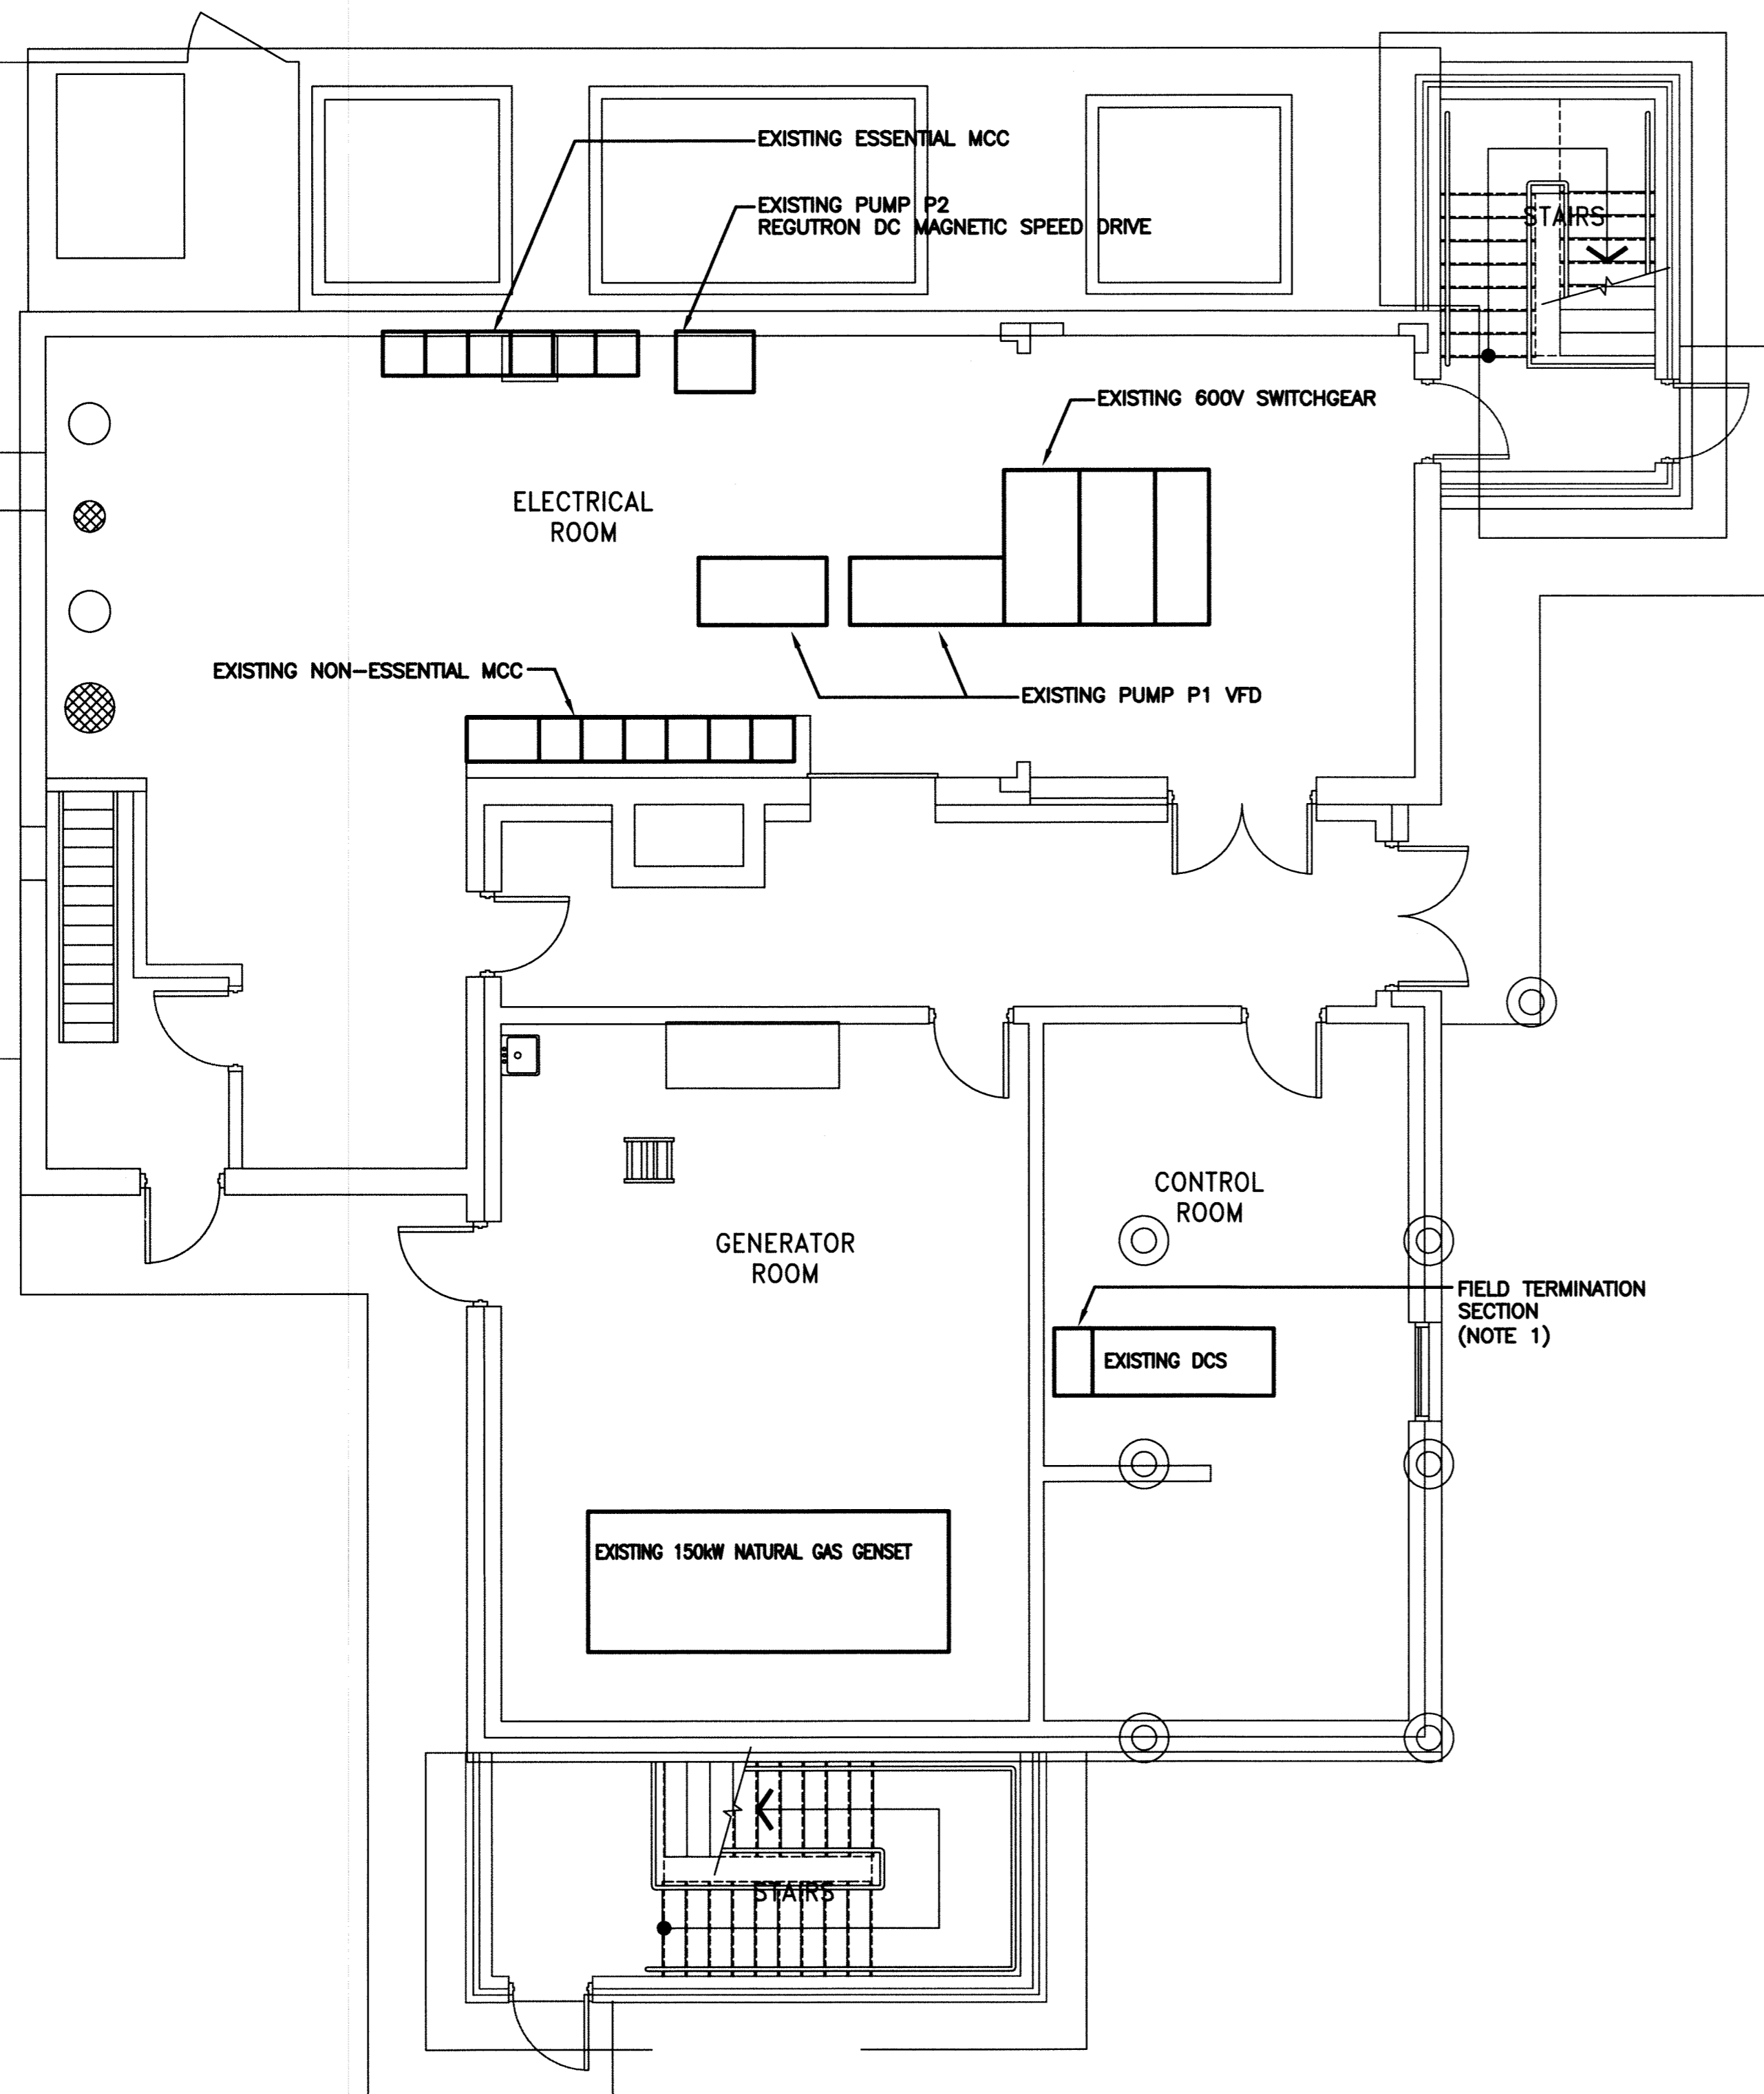 EXISTING ESSENTIAL MCC
EXISTING PUMP P2
REGUTRON DC MAGNETIC SPEED DRIVE
STAIRS
EXISTING 600V SWITCHGEAR
ELECTRICAL
ROOM
EXISTING NON-ESSENTIAL MCC
EXISTING PUMP P1 VFD
CONTROL
ROOM
GENERATOR
ROOM
FIELD TERMINATION
SECTION
(NOTE 1)
EXISTING DCS
EXISTING 150kW NATURAL GAS GENSET
STAIRS